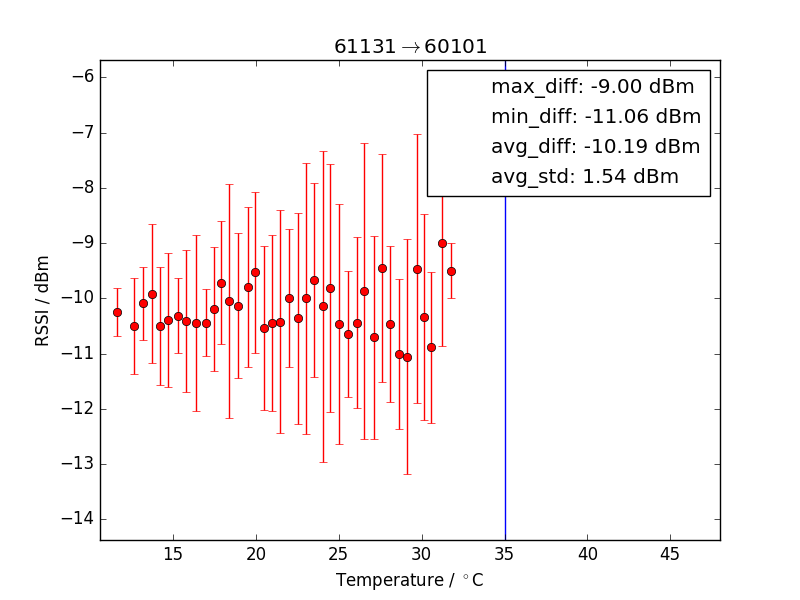 61131→60101
max_diff: -9.00 dBm
min_diff: -11.06 dBm
avg_diff: -10.19 dBm
avg_std: 1.54 dBm
RSSI / dBm
−6
−7
−8
−9
−10
−11
−12
−13
−14
15 20 25 30 35 40 45
Temperature / °C